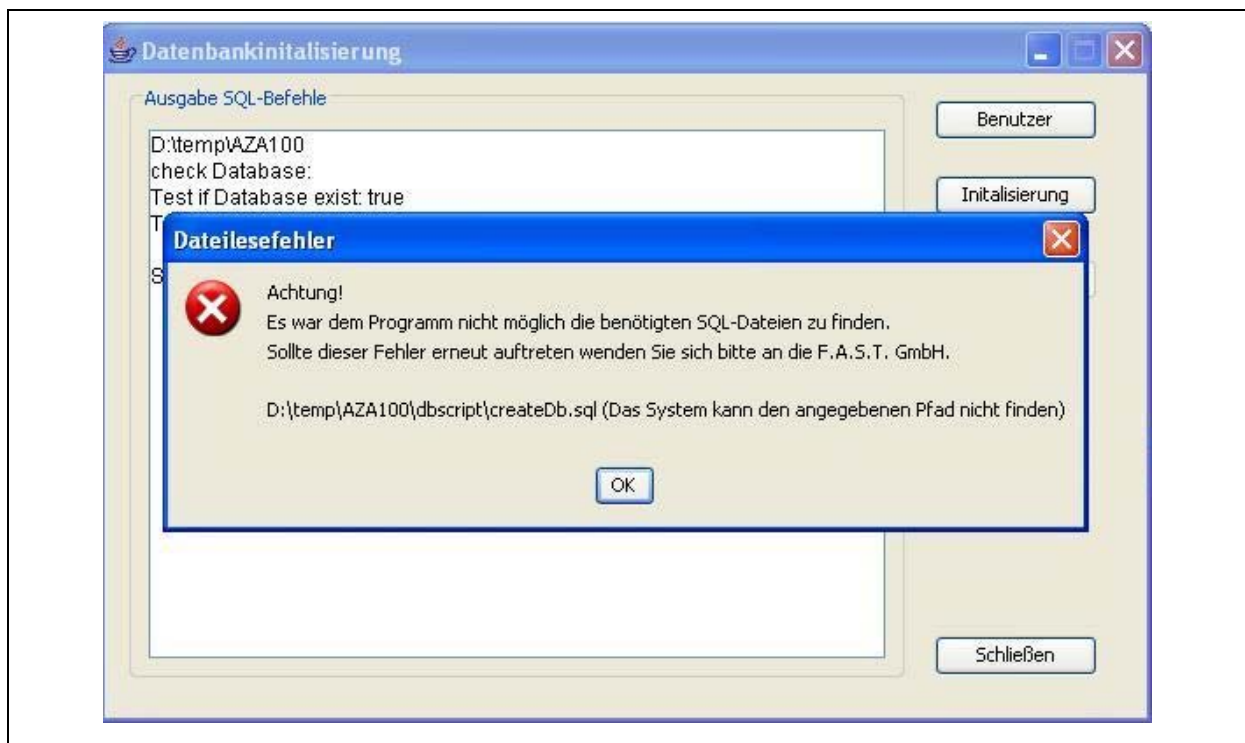 Datenbankinitalisierung
Ausgabe SQL-Befehle
Benutzer
D:\temp\AZA100
check Database:
Test if Database exist: true
Initalisierung
T
Dateilesefehler
S
Achtung!
Es war dem Programm nicht möglich die benötigten SQL-Dateien zu finden.
Sollte dieser Fehler erneut auftreten wenden Sie sich bitte an die F.A.S.T. GmbH.
D:\temp\AZA100\dbscript\createDb.sql (Das System kann den angegebenen Pfad nicht finden)
OK
Schließen